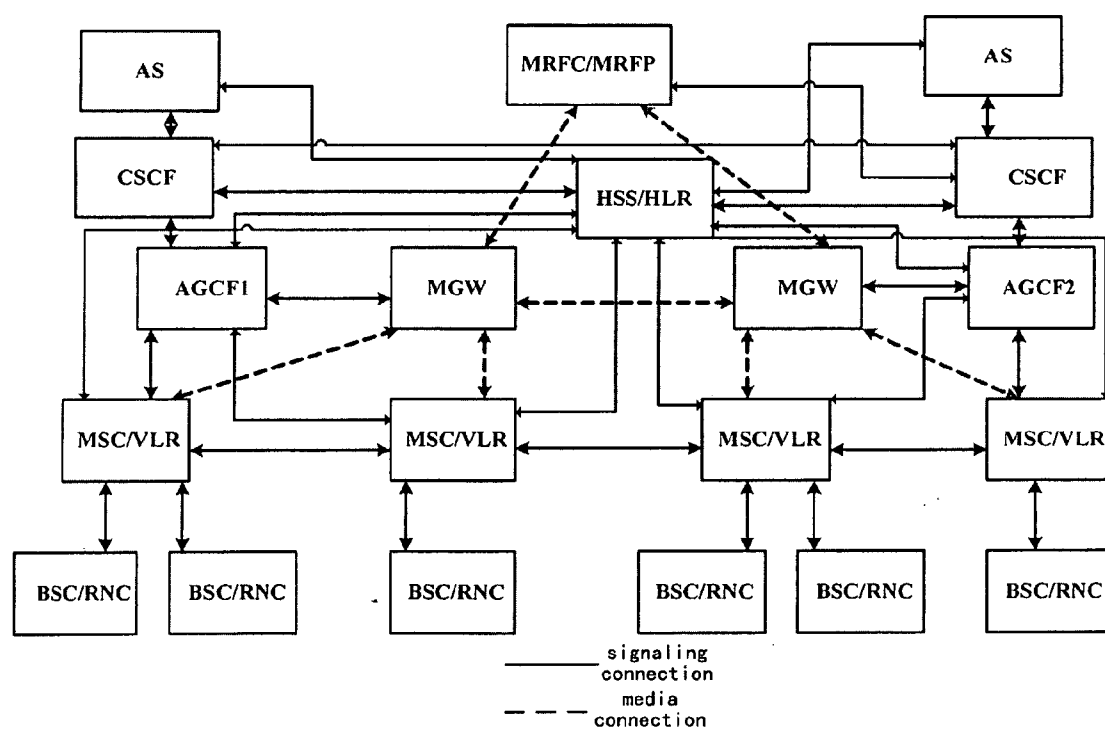 AS
MRFC/MRFP
AS
CSCF
HSS/HLR
CSCF
AGCF1
MGW
MGW
AGCF2
MSC/VLR
MSC/VLR
MSC/VLR
MSC/VLR
BSC/RNC
BSC/RNC
BSC/RNC
BSC/RNC
BSC/RNC
BSC/RNC
signaling
connection
media
connection